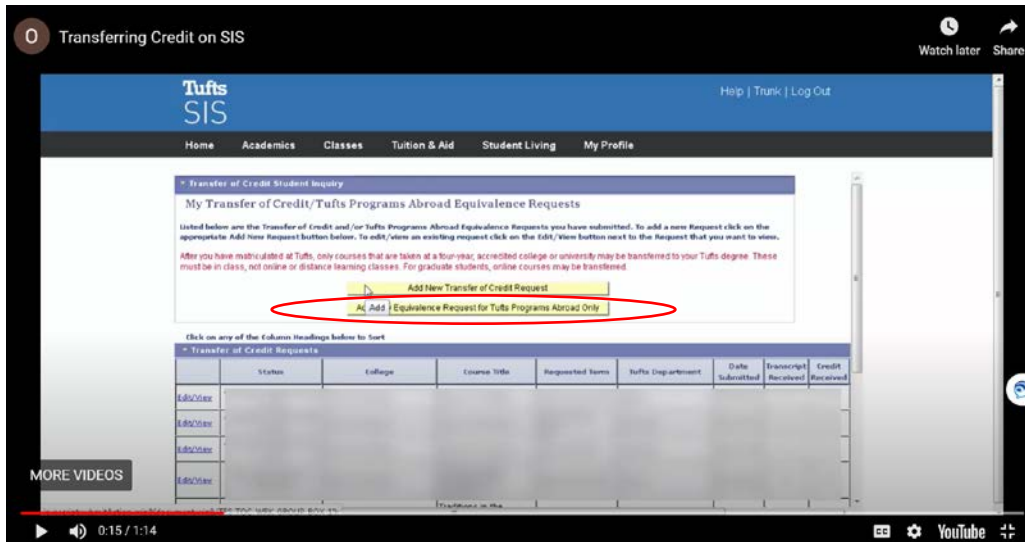 O Transferring Credit on SIS
Watch later Share
Tufts
SIS
Help | Trunk | Log Out
Home Academics Classes Tuition & Aid Student Living My Profile
Transfer of Credit Student Inquiry
My Transfer of Credit/Tufts Programs Abroad Equivalence Requests
Listed below are the Transfer of Credit and/or Tufts Programs Abroad Equivalence Requests you have submitted. To add a new Request click on the
appropriate Add New Request button below. To edit/view an existing request click on the Edit/View button next to the Request that you want to view.
After you have matriculated at Tufts, only courses that are taken at a four-year, accredited college or university may be transferred to your Tufts degree. These
must be in class, not online or distance learning classes. For graduate students, online courses may be transferred.
Add New Transfer of Credit Request
Add Equivalence Request for Tufts Programs Abroad Only
Click on any of the Column Headings below to Sort
Transfer of Credit Requests
Status College Course Title Requested Term Tufts Department Date Submitted Transcript Received Credit Received
Edit/View
Edit/View
Edit/View
Edit/View
MORE VIDEOS
Traditions in the
0:15 / 1:14
CC YouTube